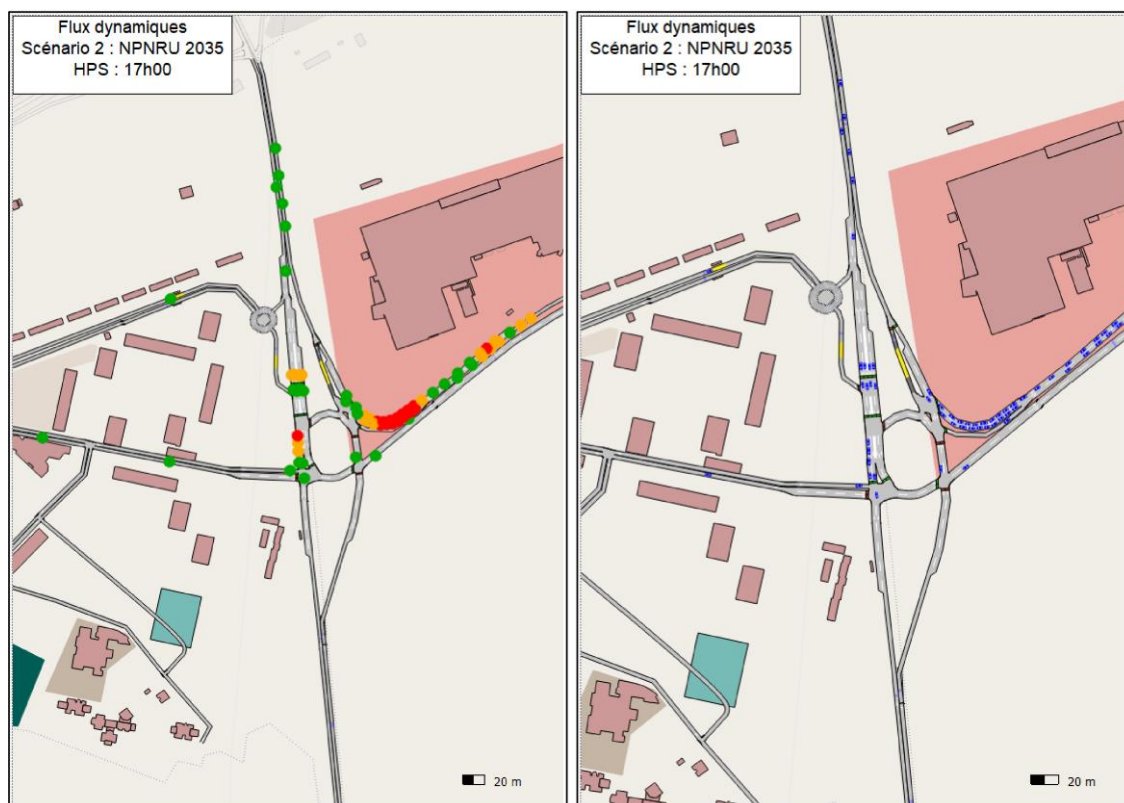 Flux dynamiques
Scénario 2 : NPNRU 2035
HPS : 17h00
Flux dynamiques
Scénario 2 : NPNRU 2035
HPS : 17h00
20 m
20 m